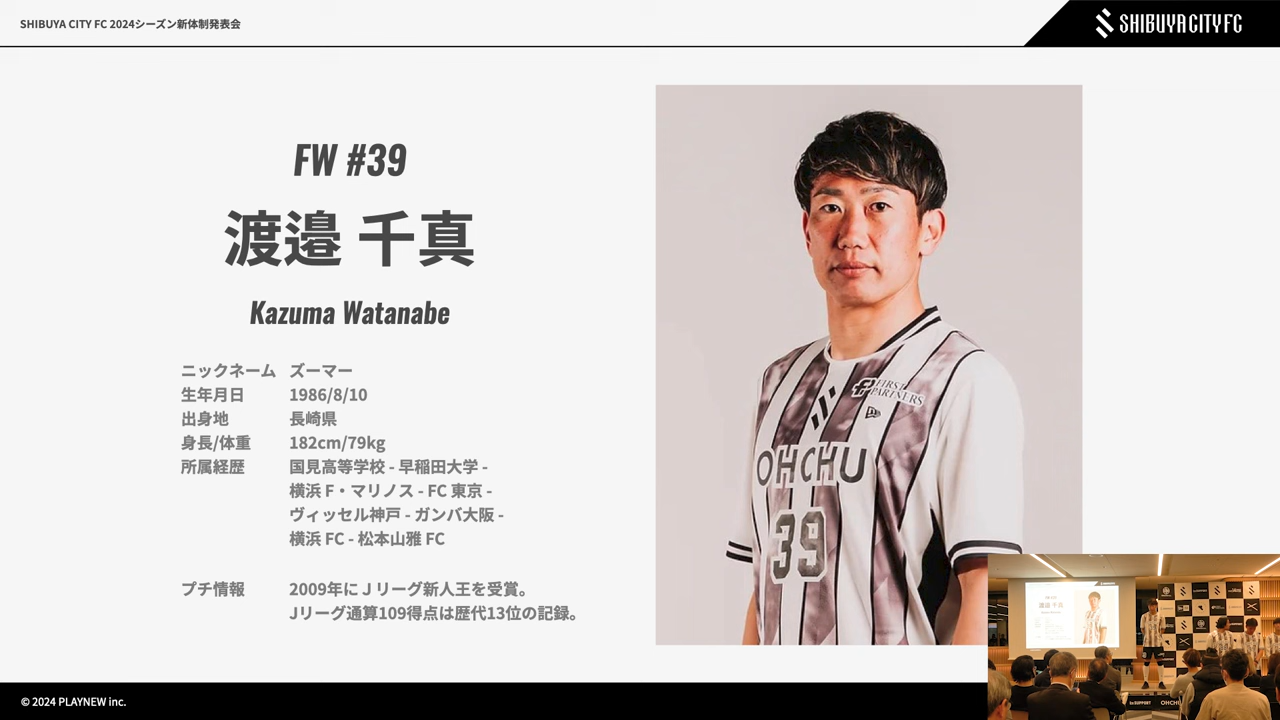 SHIBUYA CITY FC 2024シーズン新体制発表会
SHIBUYA CITY FC
FW #39
渡邉 千真
Kazuma Watanabe
ニックネーム ズーマー
生年月日 1986/8/10
出身地 長崎県
身長/体重 182cm/79kg
所属経歴 国見高等学校 - 早稲田大学 -
横浜 F・マリノス - FC 東京 -
ヴィッセル神戸 - ガンバ大阪 -
横浜 FC - 松本山雅 FC
プチ情報 2009年にＪリーグ新人王を受賞。
Jリーグ通算109得点は歴代13位の記録。
FIRST
PARTNERS
OHCHU
39
渡邉 千真
OHCHU
© 2024 PLAYNEW inc.